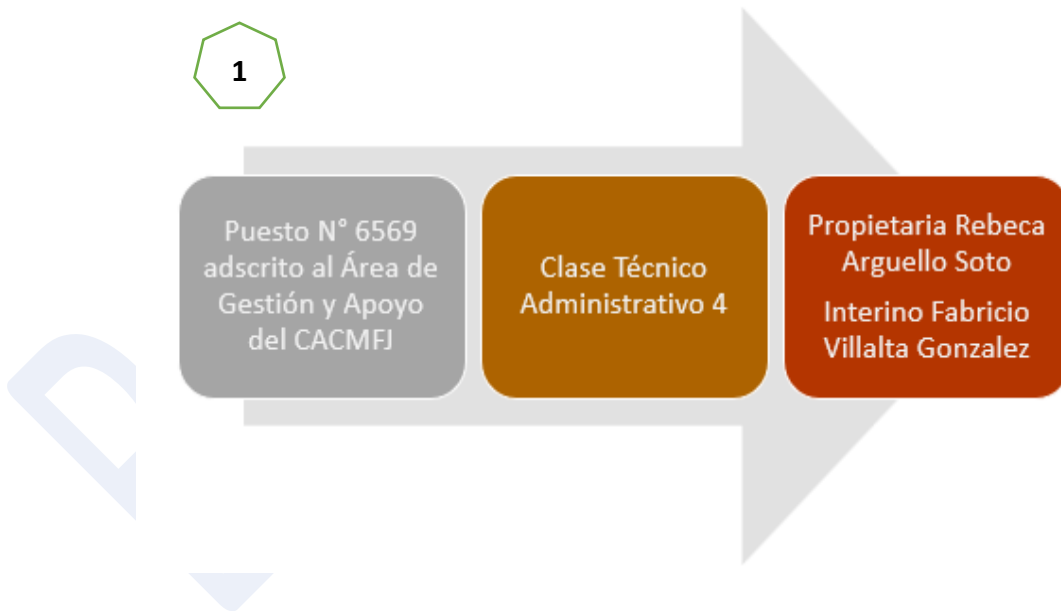 1
Puesto N° 6569
adscrito al Área de
Gestión y Apoyo
del CACMFJ
Clase Técnico
Administrativo 4
Propietaria Rebeca
Arguello Soto
Interino Fabricio
Villalta Gonzalez